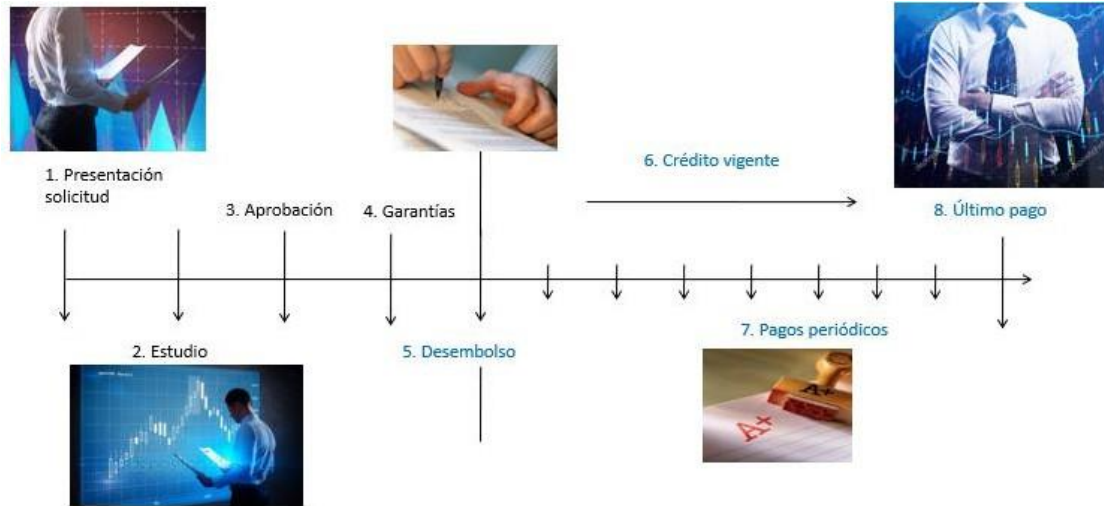 1. Presentación
solicitud
3. Aprobación
4. Garantías
6. Crédito vigente
8. Último pago
2. Estudio
5. Desembolso
7. Pagos periódicos
A+
A+